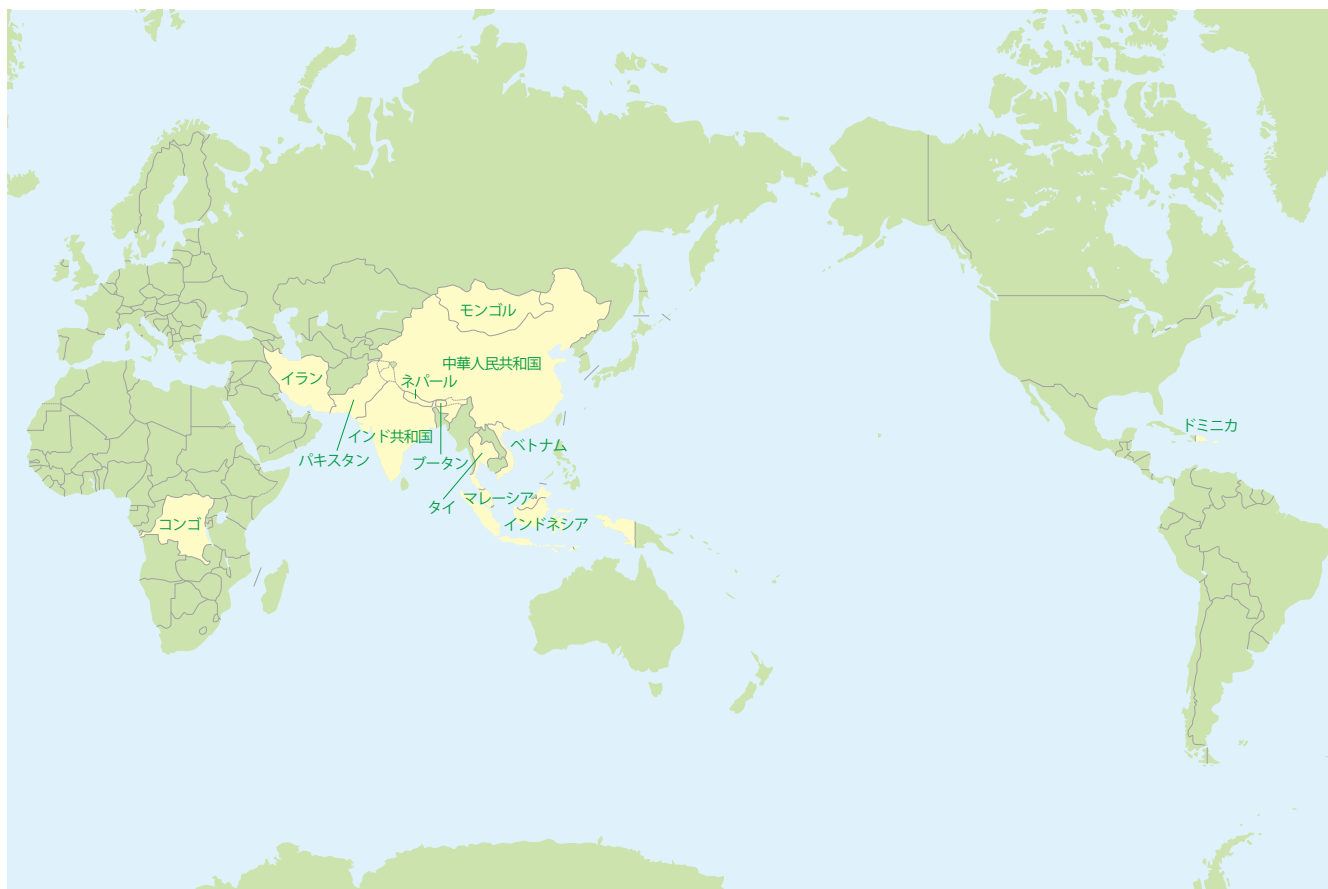 モンゴル
中華人民共和国
イラン
ネパール
ドミニカ
インド共和国
ベトナム
パキスタン
ブータン
マレーシア
タイ
コンゴ
インドネシア